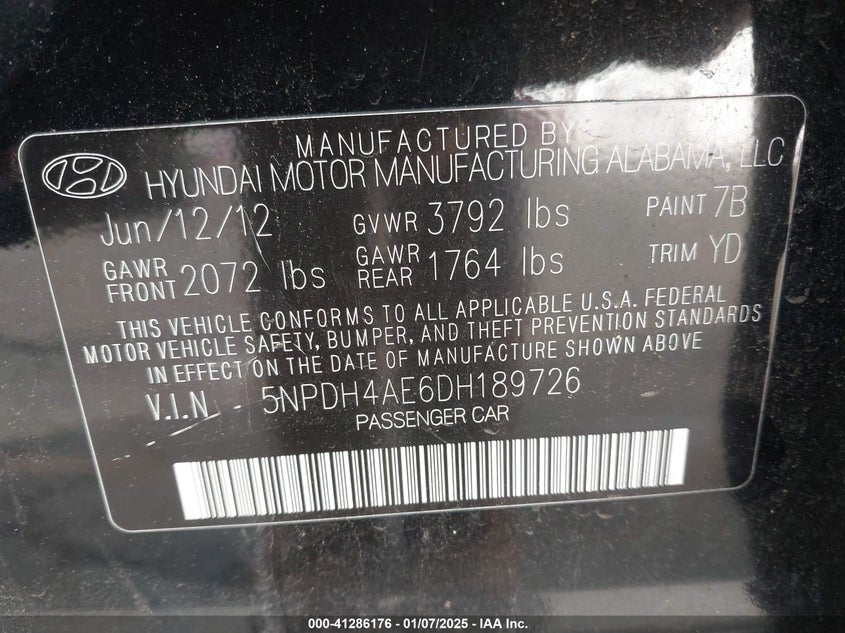 MANUFACTURED BY
HYUNDAI MOTOR MANUFACTURING ALABAMA, LLC
Jun/12/12 GVWR 3792 lbs PAINT 7B
GAWR FRONT 2072 lbs GAWR REAR 1764 lbs TRIM YD
THIS VEHICLE CONFORMS TO ALL APPLICABLE U.S.A. FEDERAL
MOTOR VEHICLE SAFETY, BUMPER, AND THEFT PREVENTION STANDARDS
IN EFFECT ON THE DATE OF MANUFACTURE SHOWN ABOVE
V.I.N 5NPDH4AE6DH189726
PASSENGER CAR
000-41286176 - 01/07/2025 - IAA Inc.